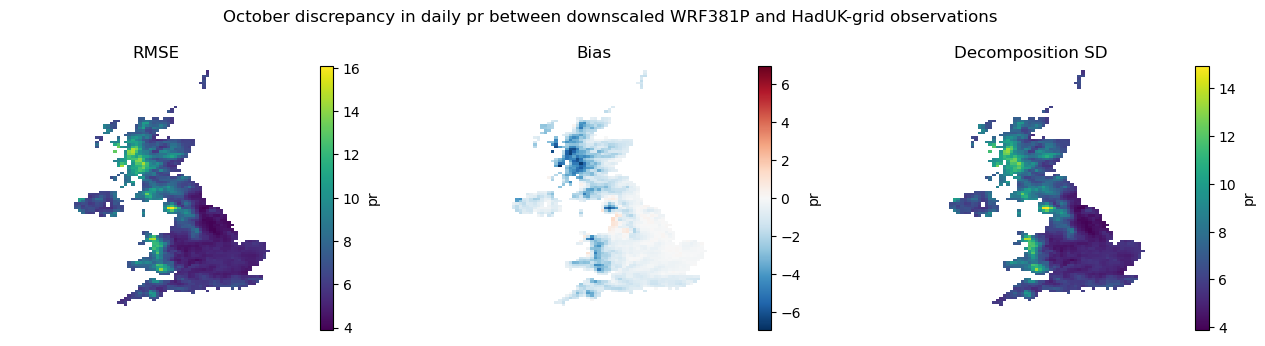 October discrepancy in daily pr between downscaled WRF381P and HadUK-grid observations
RMSE
16
14
12
10
8
6
4
pr
Bias
6
4
2
0
−2
−4
−6
pr
Decomposition SD
14
12
10
8
6
4
pr